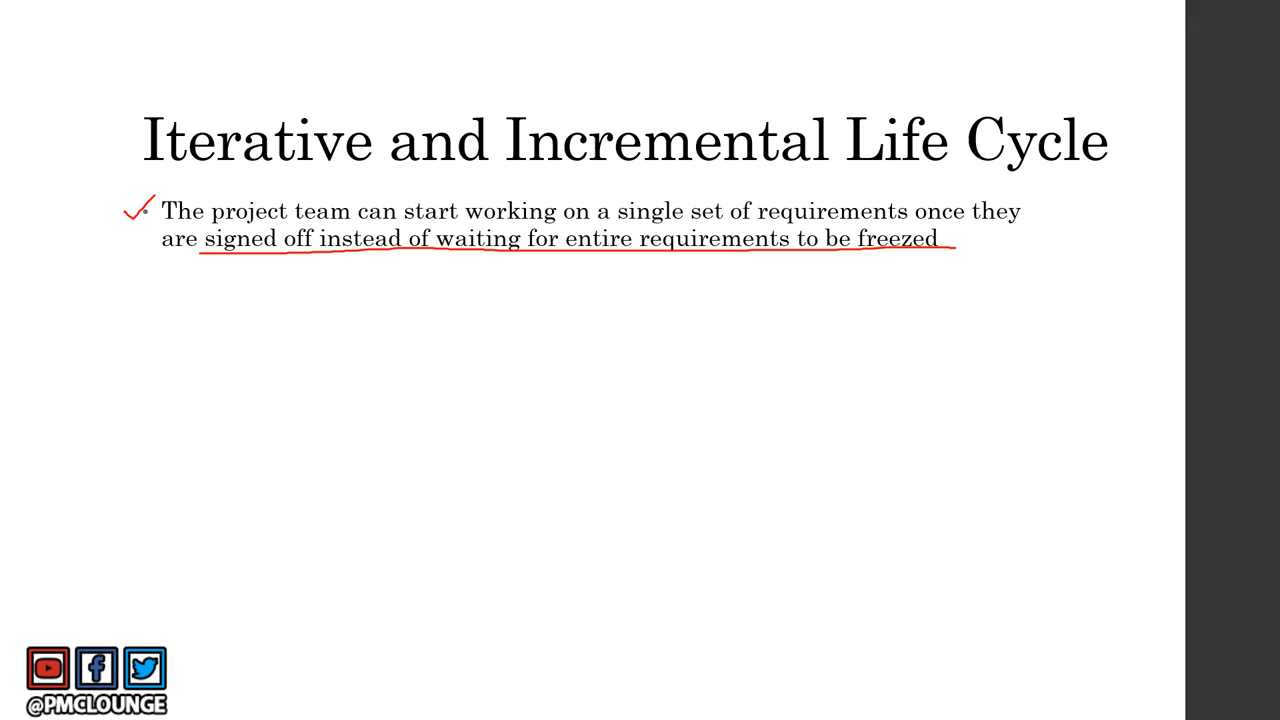 Iterative and Incremental Life Cycle
• The project team can start working on a single set of requirements once they
are signed off instead of waiting for entire requirements to be freezed
@PMCLOUNGE